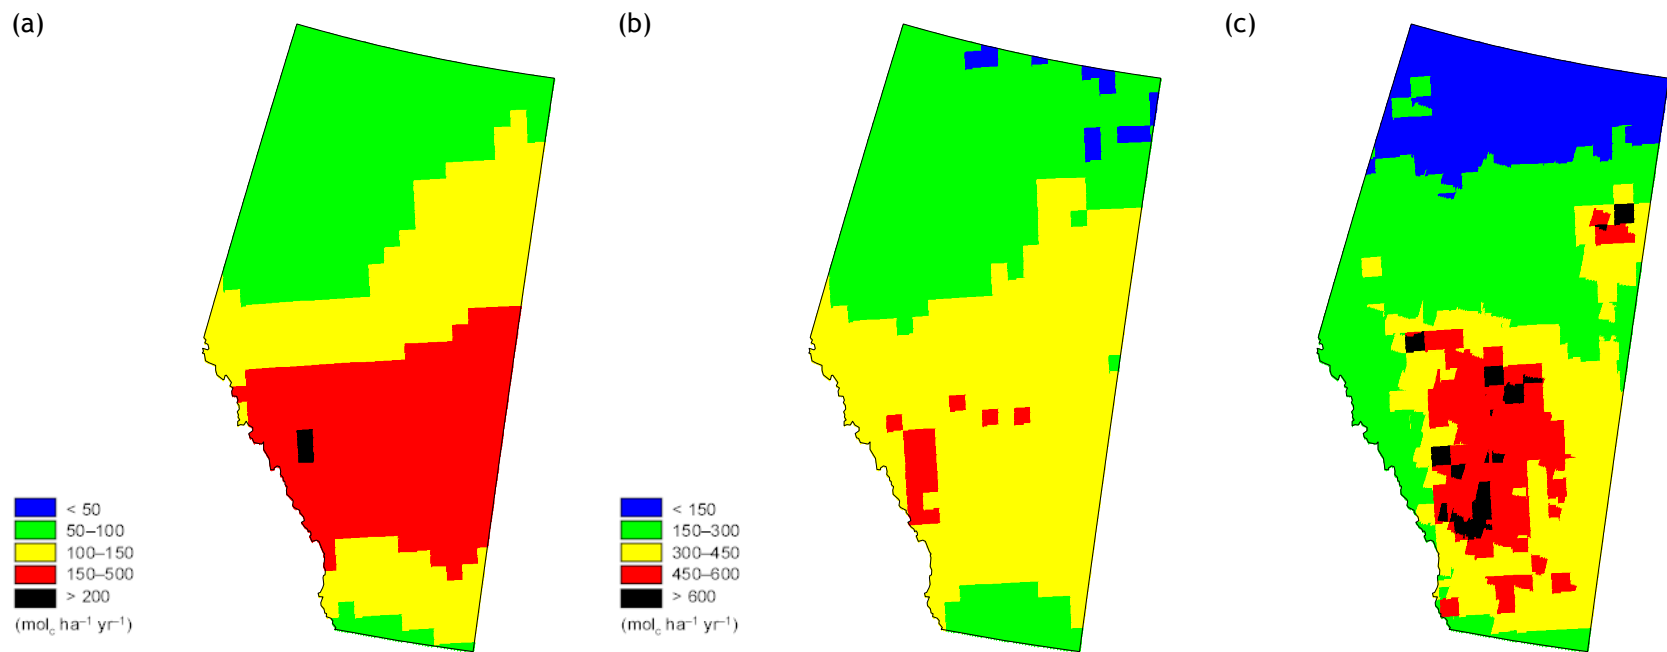 (a)
(b)
(c)
< 50
50–100
100–150
150–500
> 200
(molc ha⁻¹ yr⁻¹)
< 150
150–300
300–450
450–600
> 600
(molc ha⁻¹ yr⁻¹)